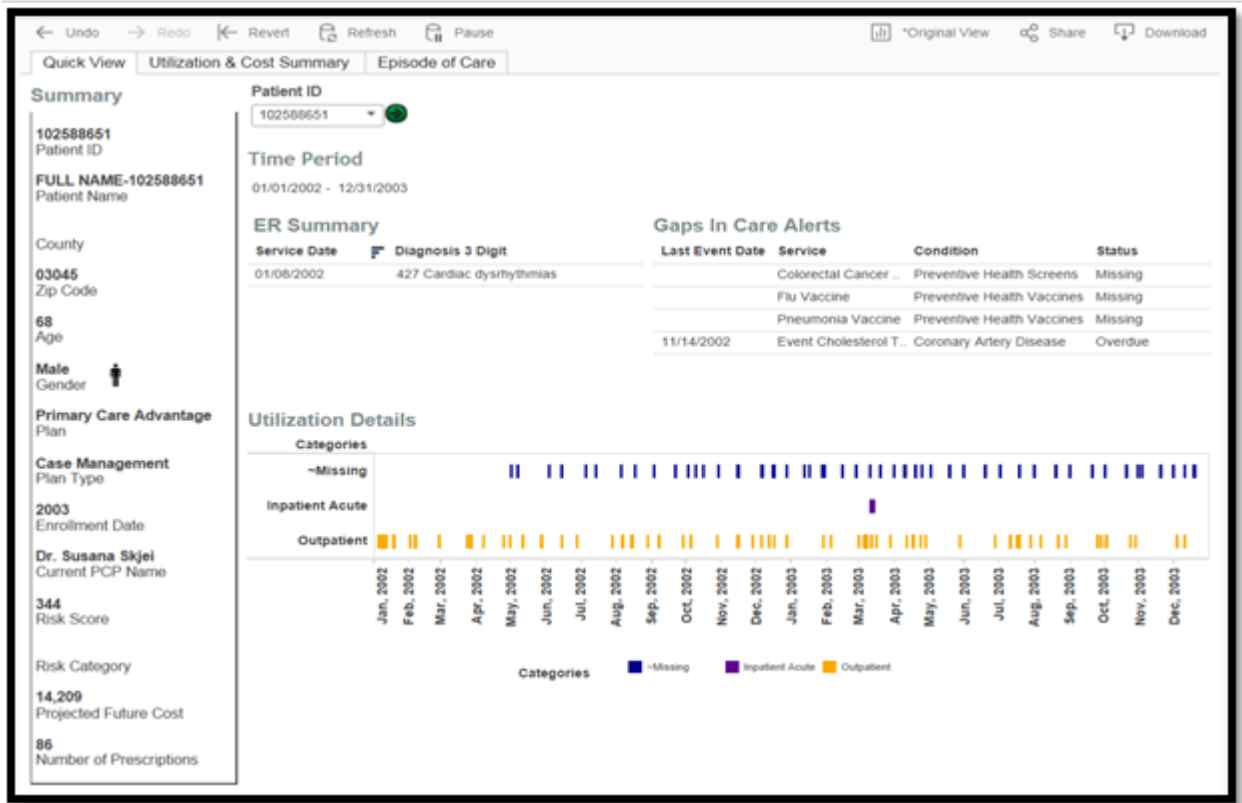 Undo Redo Revert Refresh Pause *Original View Share Download
Quick View Utilization & Cost Summary Episode of Care
Summary
102588651
Patient ID
FULL NAME-102588651
Patient Name
County
03045
Zip Code
68
Age
Male
Gender
Primary Care Advantage
Plan
Case Management
Plan Type
2003
Enrollment Date
Dr. Susana Skjei
Current PCP Name
344
Risk Score
Risk Category
14,209
Projected Future Cost
86
Number of Prescriptions
Patient ID
102588651
Time Period
01/01/2002 - 12/31/2003
ER Summary
Service Date Diagnosis 3 Digit
01/08/2002 427 Cardiac dysrhythmias
Gaps In Care Alerts
Last Event Date Service Condition Status
Colorectal Cancer .. Preventive Health Screens Missing
Flu Vaccine Preventive Health Vaccines Missing
Pneumonia Vaccine Preventive Health Vaccines Missing
11/14/2002 Event Cholesterol T.. Coronary Artery Disease Overdue
Utilization Details
Categories
~Missing
Inpatient Acute
Outpatient
Jan, 2002
Feb, 2002
Mar, 2002
Apr, 2002
May, 2002
Jun, 2002
Jul, 2002
Aug, 2002
Sep, 2002
Oct, 2002
Nov, 2002
Dec, 2002
Jan, 2003
Feb, 2003
Mar, 2003
Apr, 2003
May, 2003
Jun, 2003
Jul, 2003
Aug, 2003
Sep, 2003
Oct, 2003
Nov, 2003
Dec, 2003
Categories ~Missing Inpatient Acute Outpatient